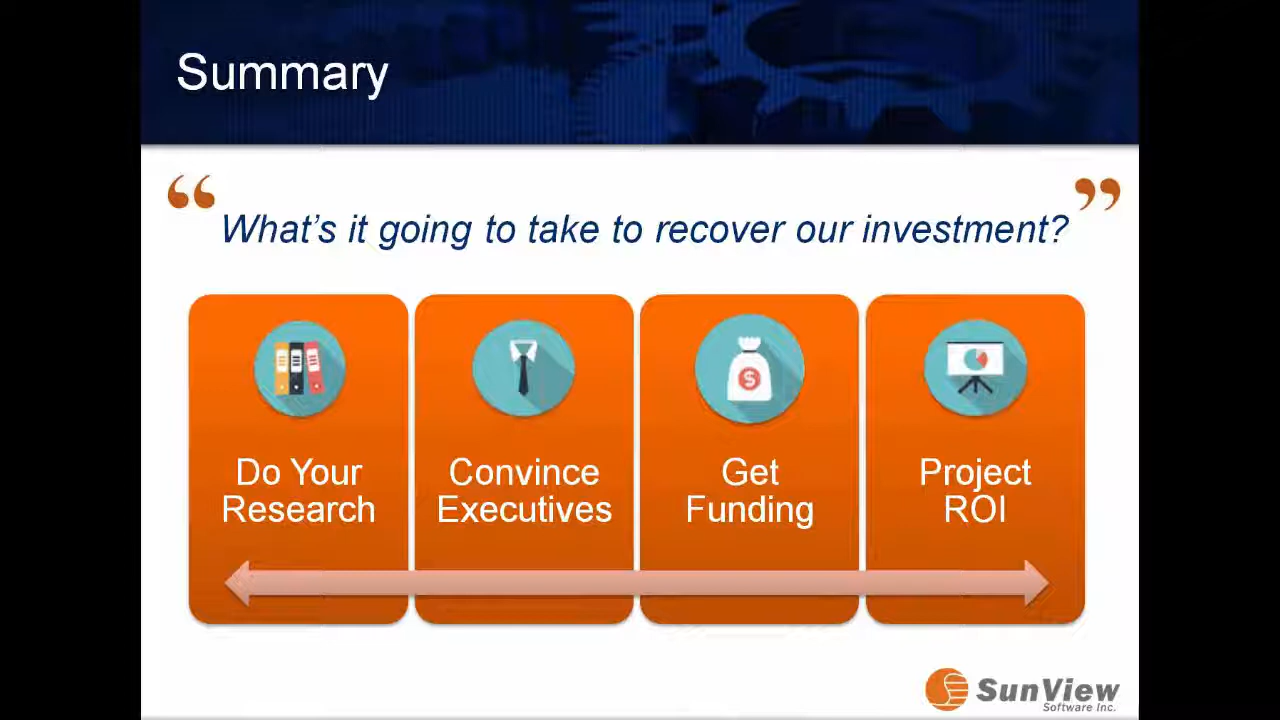 Summary
“What’s it going to take to recover our investment?”
Do Your
Research
Convince
Executives
$
Get
Funding
Project
ROI
SunView
Software Inc.